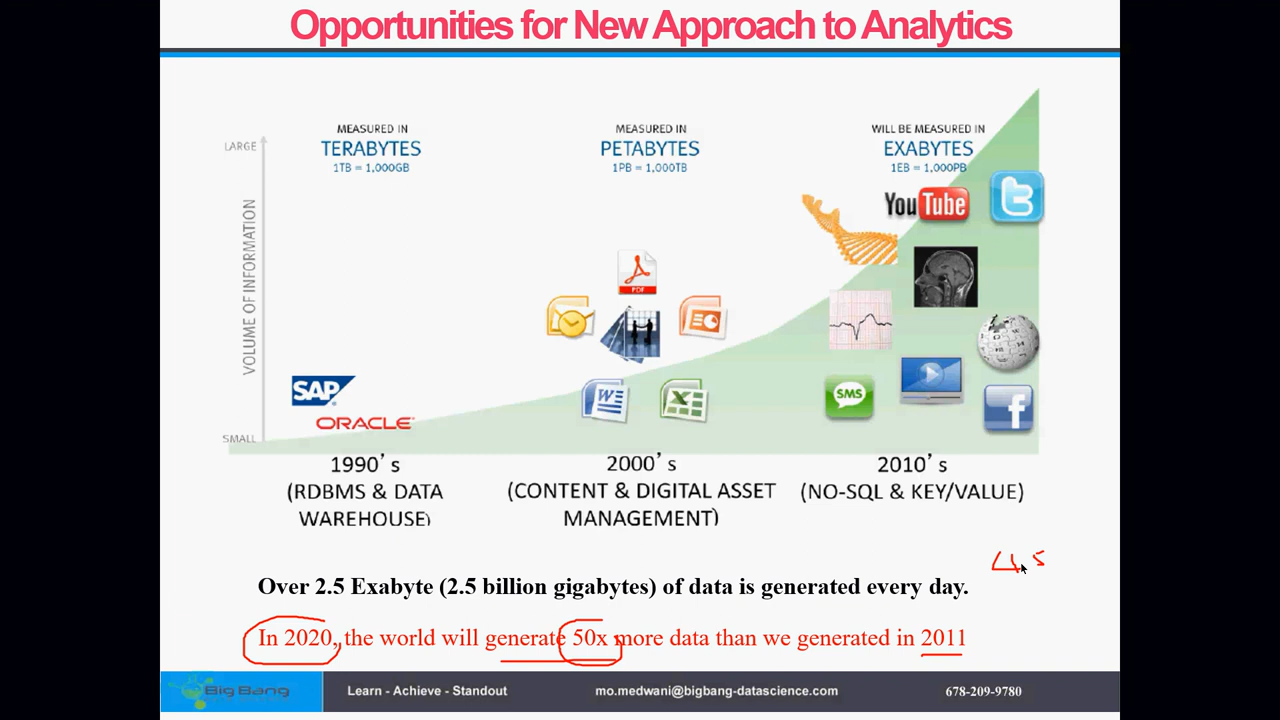 Opportunities for New Approach to Analytics
MEASURED IN
TERABYTES
1TB = 1,000GB
MEASURED IN
PETABYTES
1PB = 1,000TB
WILL BE MEASURED IN
EXABYTES
1EB = 1,000PB
LARGE
VOLUME OF INFORMATION
SMALL
YouTube
PDF
SAP
ORACLE
SMS
1990's
(RDBMS & DATA
WAREHOUSE)
2000's
(CONTENT & DIGITAL ASSET
MANAGEMENT)
2010's
(NO-SQL & KEY/VALUE)
4.5
Over 2.5 Exabyte (2.5 billion gigabytes) of data is generated every day.
In 2020, the world will generate 50x more data than we generated in 2011
Big Bang
Learn - Achieve - Standout
mo.medwani@bigbang-datascience.com
678-209-9780